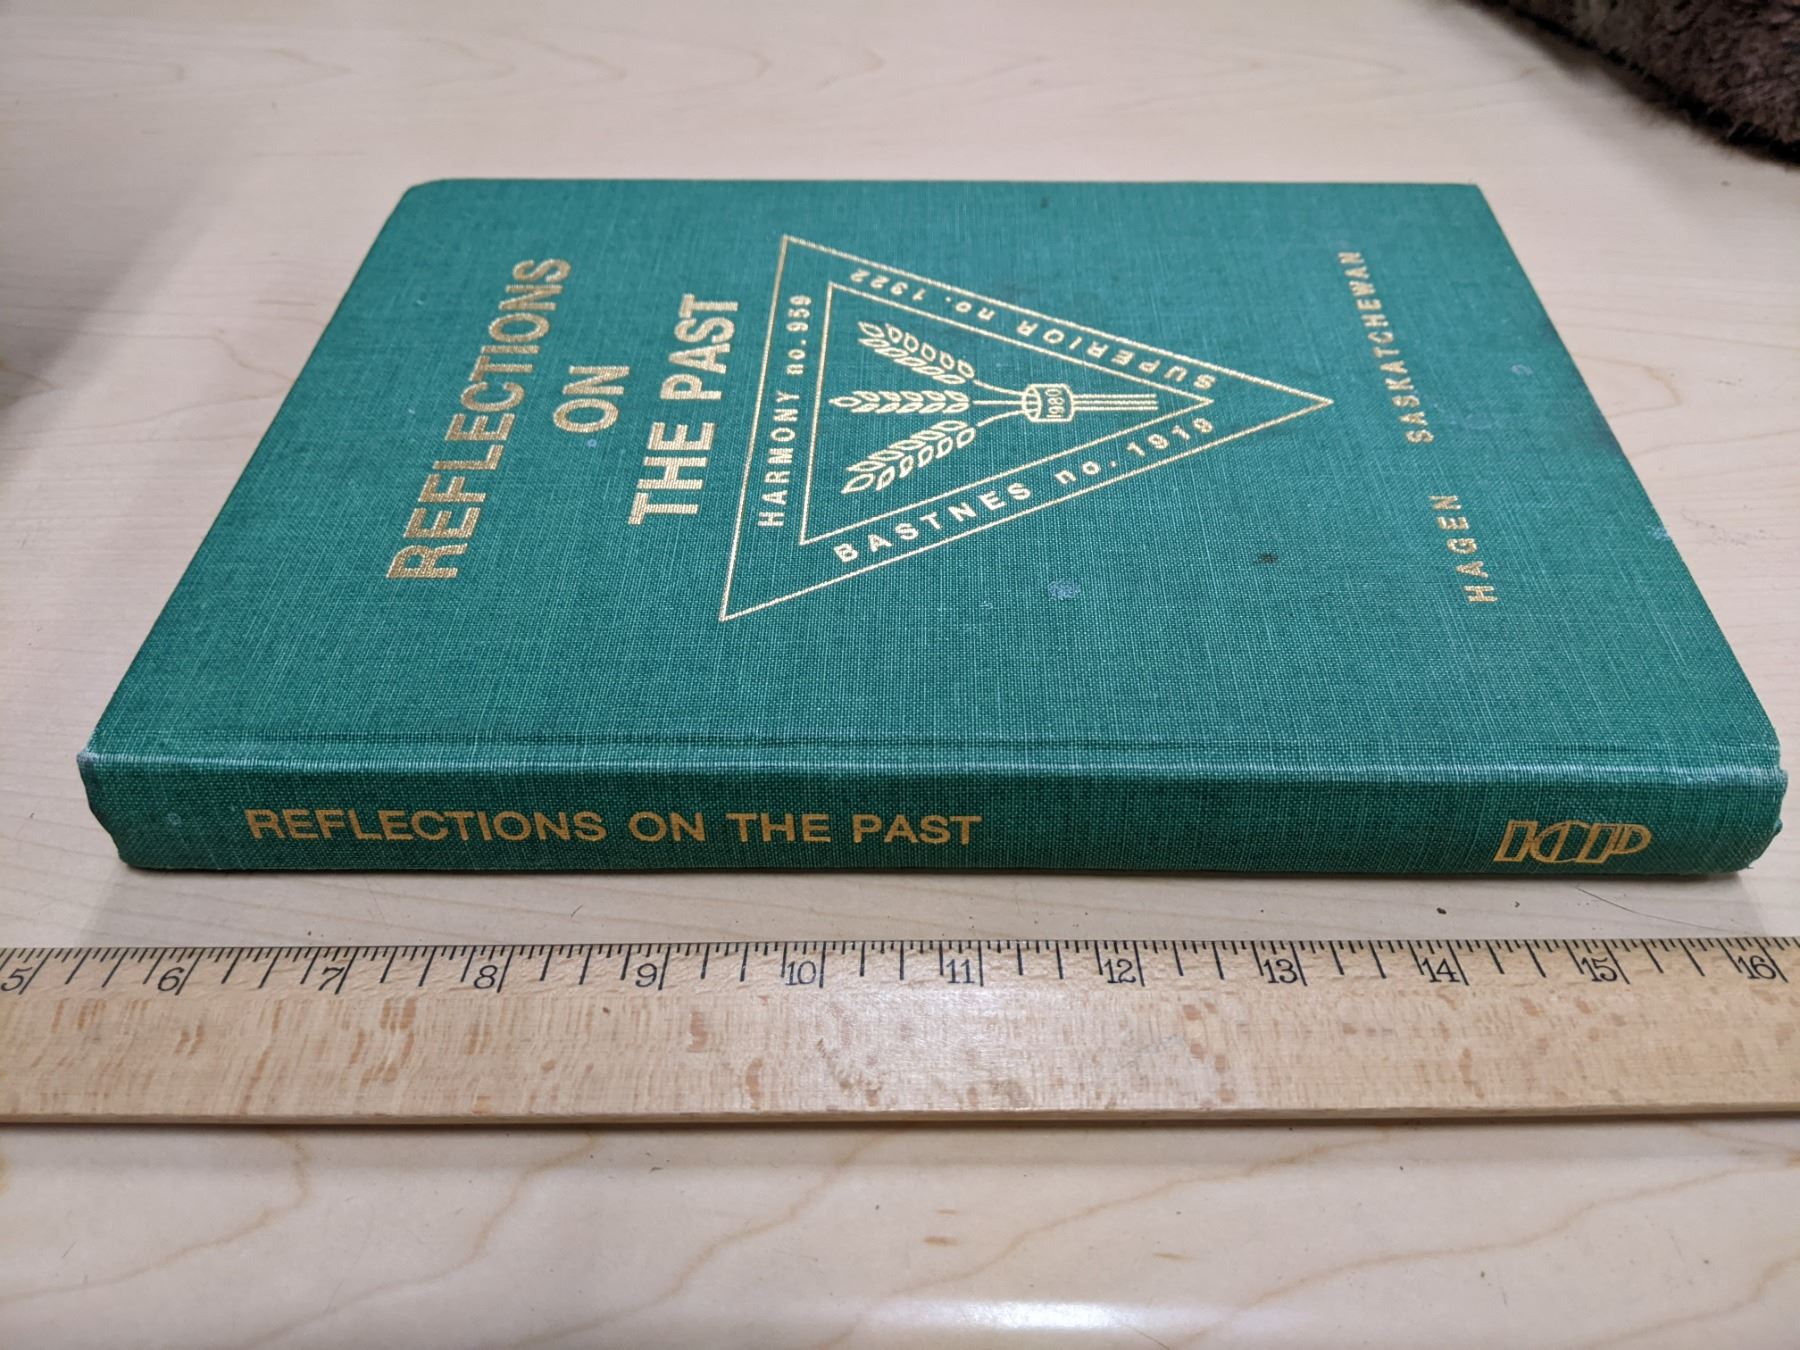 REFLECTIONS
ON
THE PAST
HARMONY no. 959
SUPERIOR no. 1322
BASTNES no. 1919
1980
HAGEN SASKATCHEWAN
REFLECTIONS ON THE PAST
ICP
5 6 7 8 9 10 11 12 13 14 15 16